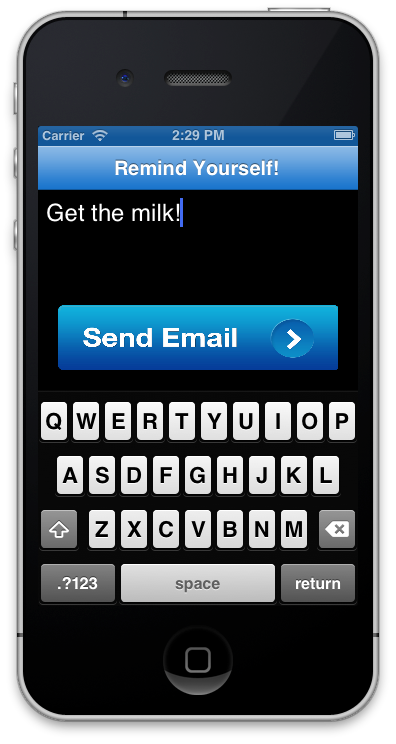 Carrier 2:29 PM
Remind Yourself!
Get the milk!
Send Email
Q W E R T Y U I O P
A S D F G H J K L
Z X C V B N M
.?123 space return